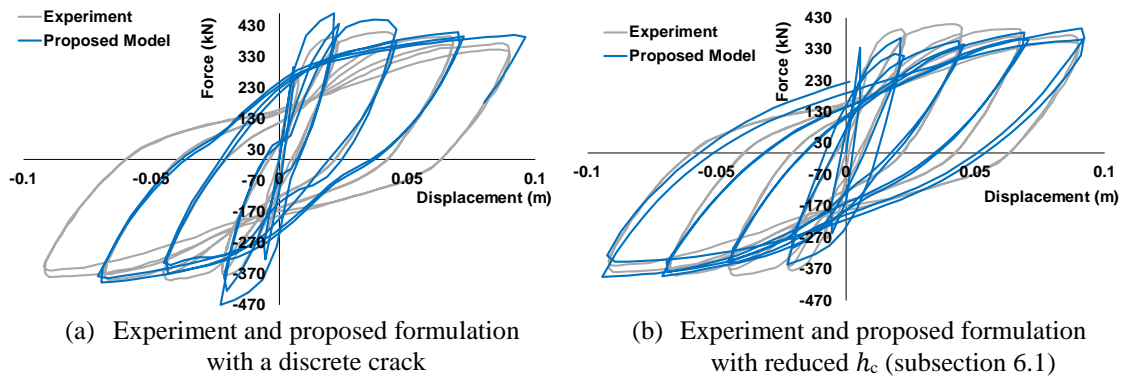 Experiment
Proposed Model
Force (kN)
430
330
230
130
30
-70
-170
-270
-370
-470
-0.1
-0.05
0
0.05
0.1
Displacement (m)
(a) Experiment and proposed formulation
with a discrete crack
Experiment
Proposed Model
Force (kN)
430
330
230
130
30
-70
-170
-270
-370
-470
-0.1
-0.05
0
0.05
0.1
Displacement (m)
(b) Experiment and proposed formulation
with reduced hc (subsection 6.1)